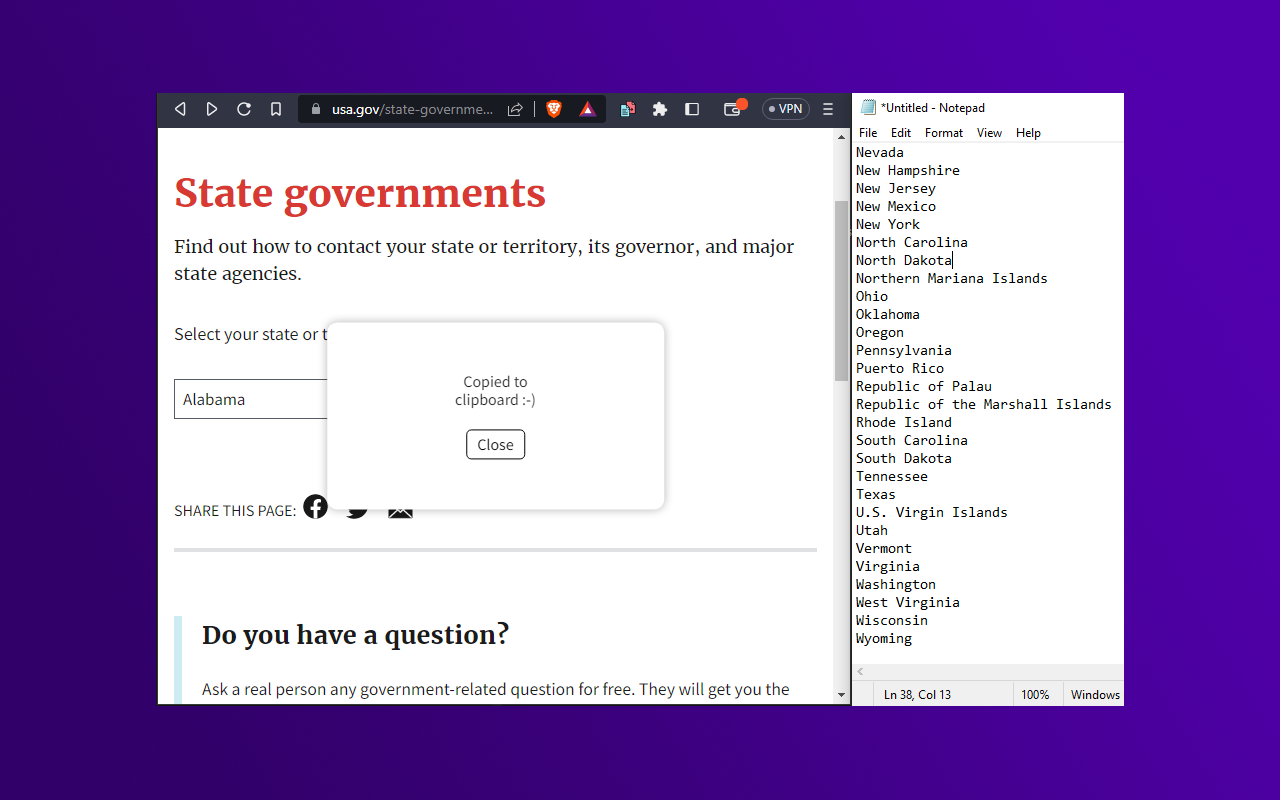 usa.gov/state-governme...
VPN
State governments
Find out how to contact your state or territory, its governor, and major
state agencies.
Select your state or t
Alabama
Copied to
clipboard :-)
Close
SHARE THIS PAGE:
Do you have a question?
Ask a real person any government-related question for free. They will get you the
*Untitled - Notepad
File Edit Format View Help
Nevada
New Hampshire
New Jersey
New Mexico
New York
North Carolina
North Dakota
Northern Mariana Islands
Ohio
Oklahoma
Oregon
Pennsylvania
Puerto Rico
Republic of Palau
Republic of the Marshall Islands
Rhode Island
South Carolina
South Dakota
Tennessee
Texas
U.S. Virgin Islands
Utah
Vermont
Virginia
Washington
West Virginia
Wisconsin
Wyoming
Ln 38, Col 13 100% Windows